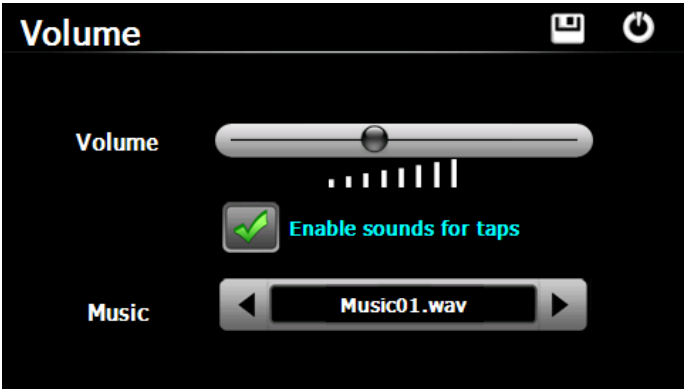 Volume
Volume
Enable sounds for taps
Music
Music01.wav